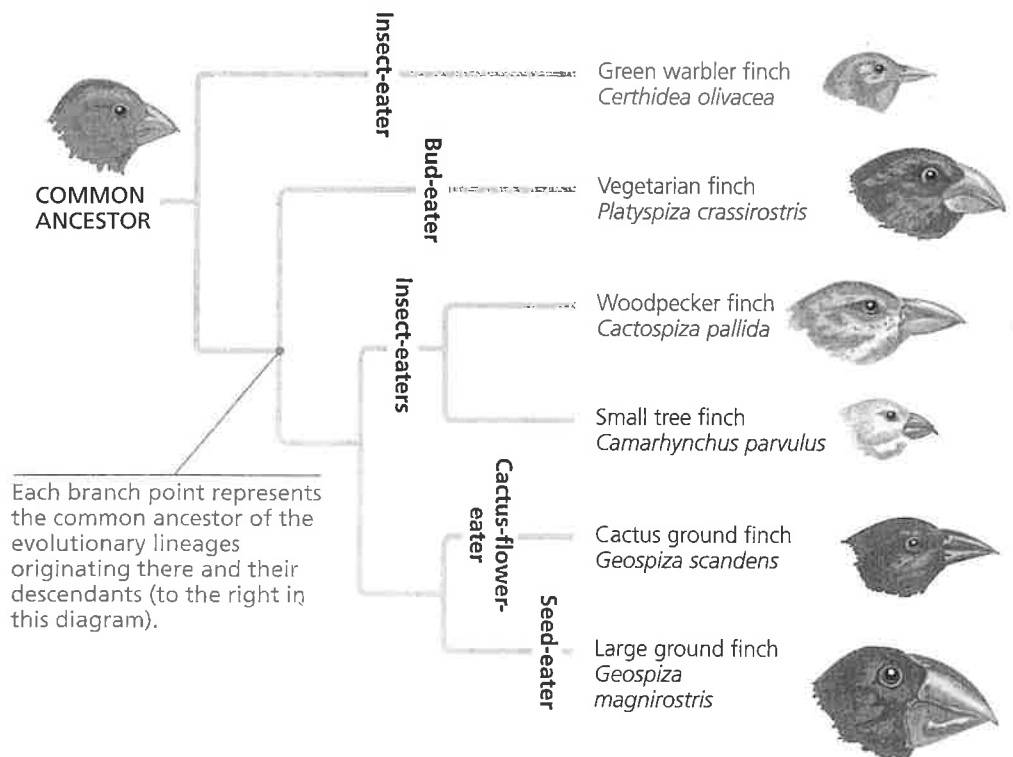 Insect-eater
Green warbler finch
Certhidea olivacea
COMMON
ANCESTOR
Bud-eater
Vegetarian finch
Platyspiza crassirostris
Insect-eaters
Woodpecker finch
Cactospiza pallida
Small tree finch
Camarhynchus parvulus
Each branch point represents
the common ancestor of the
evolutionary lineages
originating there and their
descendants (to the right in
this diagram).
Cactus-flower-
eater
Cactus ground finch
Geospiza scandens
Seed-eater
Large ground finch
Geospiza
magnirostris